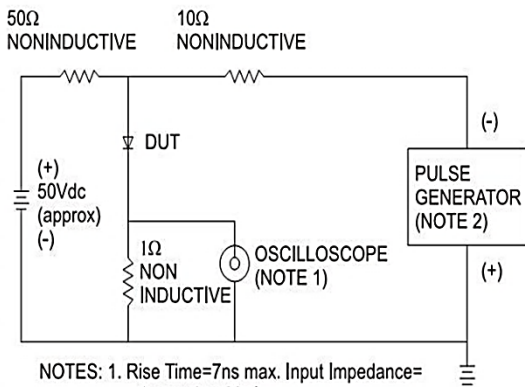 50Ω
NONINDUCTIVE
10Ω
NONINDUCTIVE
DUT
(+)
50Vdc
(approx)
(-)
1Ω
NON
INDUCTIVE
OSCILLOSCOPE
(NOTE 1)
(-)
PULSE
GENERATOR
(NOTE 2)
(+)
NOTES: 1. Rise Time=7ns max. Input Impedance=